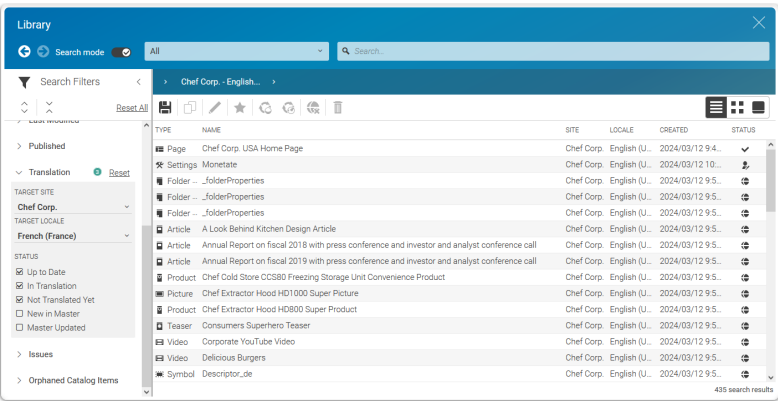 Library
Search mode
All
Search...
Search Filters
Chef Corp. - English...
Reset All
Last Modified
Published
Translation 3 Reset
TARGET SITE
Chef Corp.
TARGET LOCALE
French (France)
STATUS
Up to Date
In Translation
Not Translated Yet
New in Master
Master Updated
Issues
Orphaned Catalog Items
TYPE NAME SITE LOCALE CREATED STATUS
Page Chef Corp. USA Home Page Chef Corp. English (U... 2024/03/12 9:4...
Settings Monetate Chef Corp. English (U... 2024/03/12 10:...
Folder ... _folderProperties Chef Corp. English (U... 2024/03/12 9:5...
Folder ... _folderProperties Chef Corp. English (U... 2024/03/12 9:5...
Folder ... _folderProperties Chef Corp. English (U... 2024/03/12 9:5...
Article A Look Behind Kitchen Design Article Chef Corp. English (U... 2024/03/12 9:5...
Article Annual Report on fiscal 2018 with press conference and investor and analyst conference call Chef Corp. English (U... 2024/03/12 9:5...
Article Annual Report on fiscal 2019 with press conference and investor and analyst conference call Chef Corp. English (U... 2024/03/12 9:5...
Product Chef Cold Store CCS80 Freezing Storage Unit Convenience Product Chef Corp. English (U... 2024/03/12 9:5...
Picture Chef Extractor Hood HD1000 Super Picture Chef Corp. English (U... 2024/03/12 9:5...
Product Chef Extractor Hood HD800 Super Product Chef Corp. English (U... 2024/03/12 9:5...
Teaser Consumers Superhero Teaser Chef Corp. English (U... 2024/03/12 9:5...
Video Corporate YouTube Video Chef Corp. English (U... 2024/03/12 9:5...
Video Delicious Burgers Chef Corp. English (U... 2024/03/12 9:5...
Symbol Descriptor_de Chef Corp. English (U... 2024/03/12 9:5...
435 search results